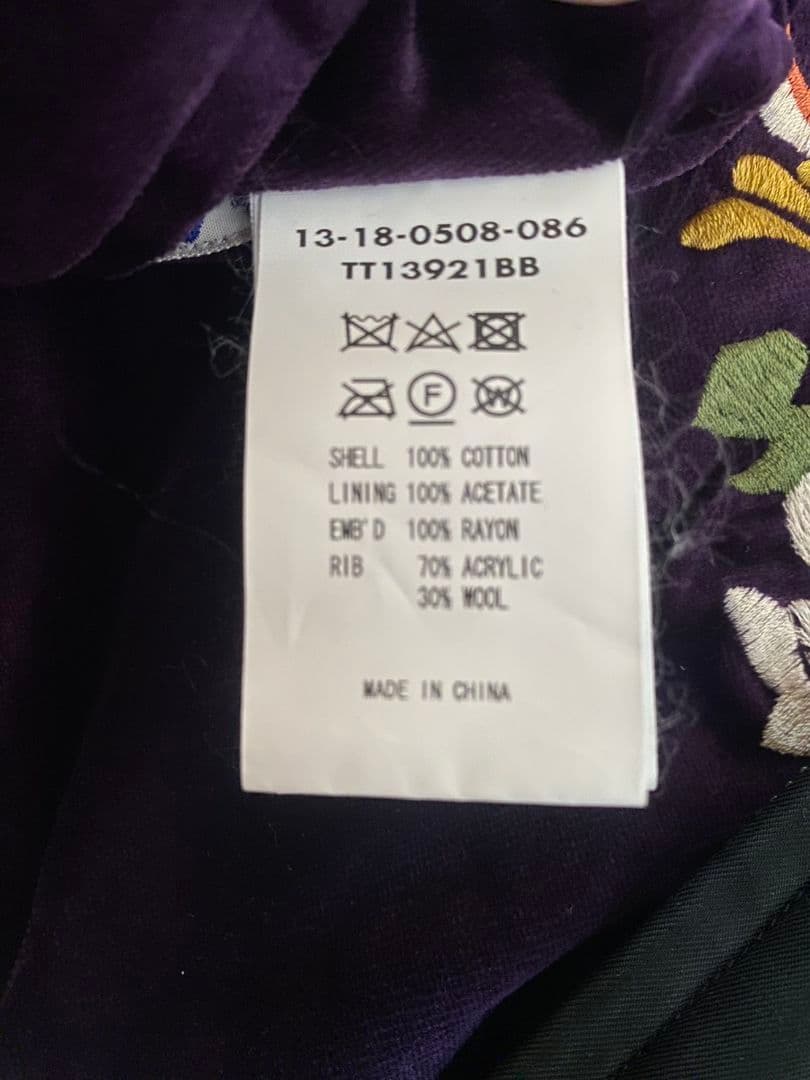 13-18-0508-086
TT13921BB
F W
SHELL 100% COTTON
LINING 100% ACETATE
EMB'D 100% RAYON
RIB 70% ACRYLIC
30% WOOL
MADE IN CHINA